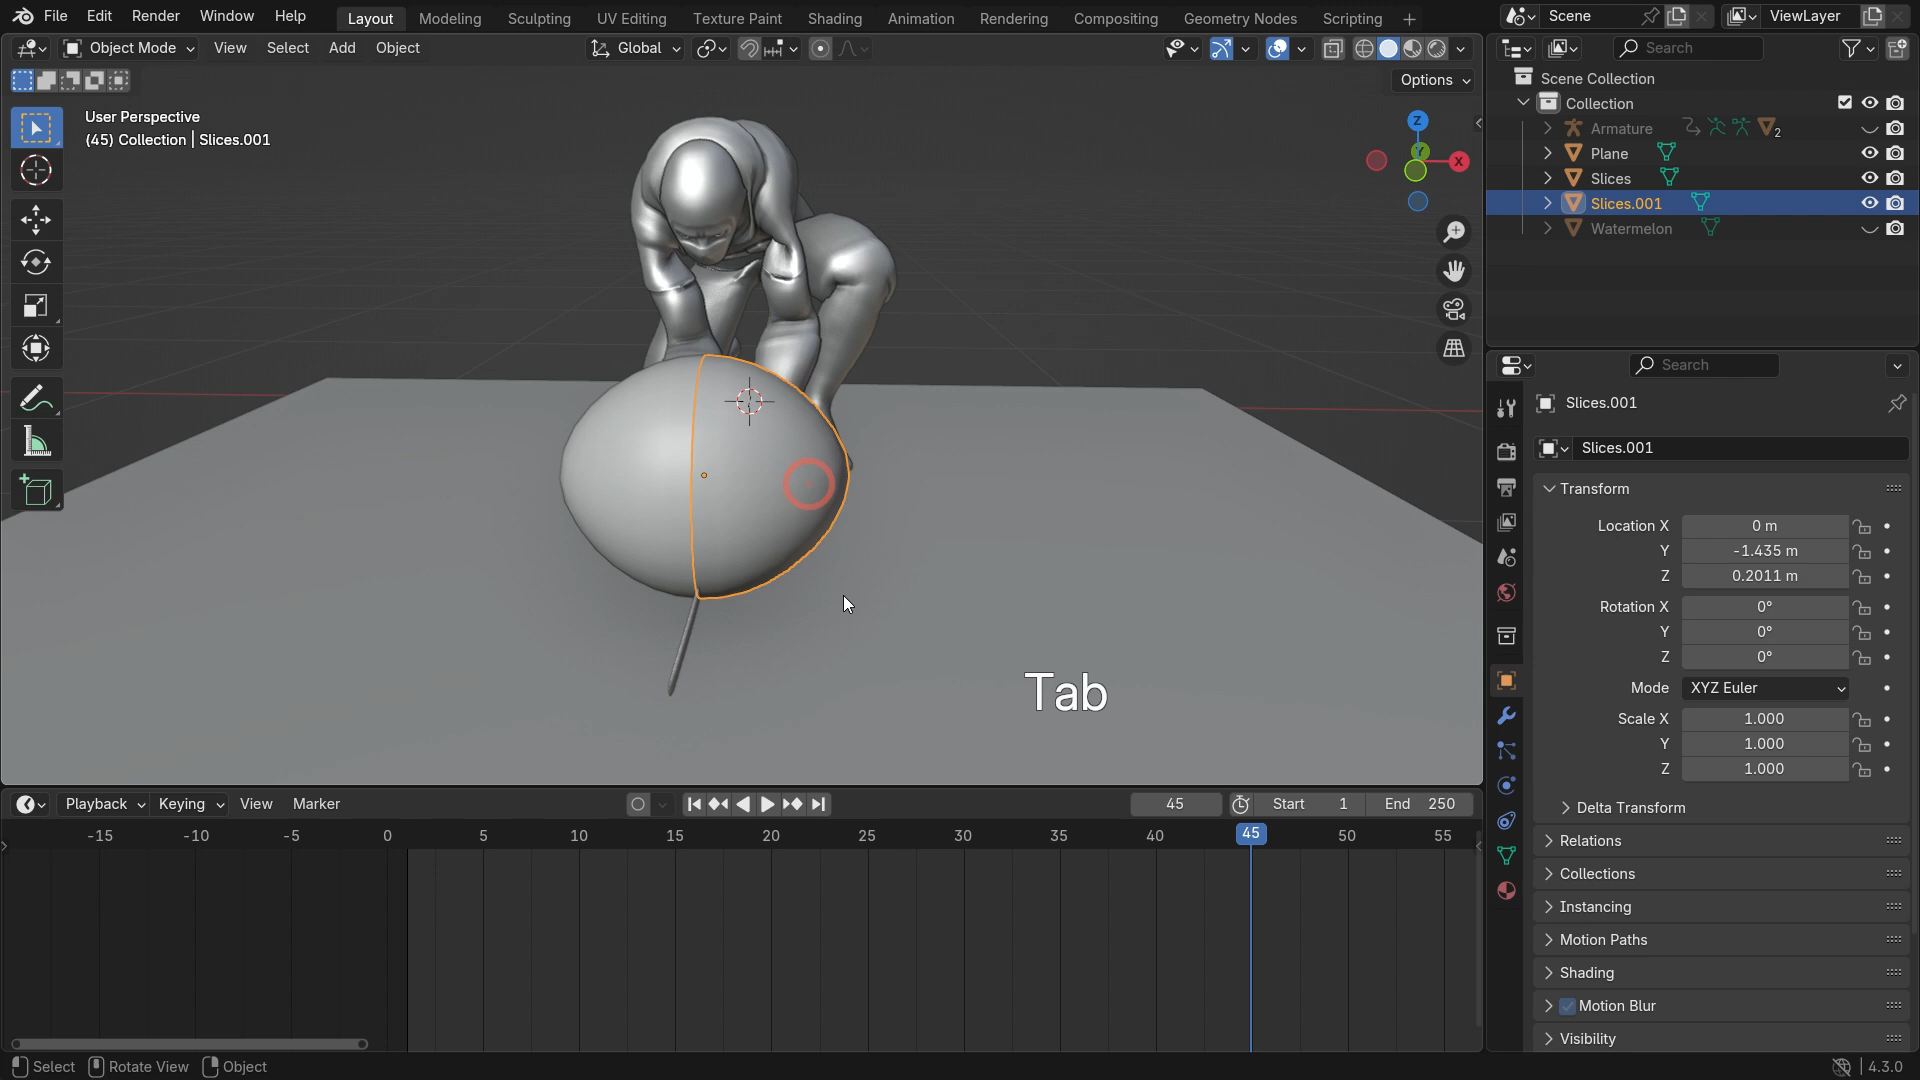 File Edit Render Window Help Layout Modeling Sculpting UV Editing Texture Paint Shading Animation Rendering Compositing Geometry Nodes Scripting Scene ViewLayer
Object Mode View Select Add Object Global Search
Options
User Perspective
(45) Collection | Slices.001
Z
Y
X
Scene Collection
Collection
Armature 2
Plane
Slices
Slices.001
Watermelon
Tab
Search
Slices.001
Slices.001
Transform
Location X 0 m
Y -1.435 m
Z 0.2011 m
Rotation X 0°
Y 0°
Z 0°
Mode XYZ Euler
Scale X 1.000
Y 1.000
Z 1.000
Delta Transform
Relations
Collections
Instancing
Motion Paths
Shading
Motion Blur
Visibility
Playback Keying View Marker 45 Start 1 End 250
-15 -10 -5 0 5 10 15 20 25 30 35 40 45 50 55
Select Rotate View Object 4.3.0